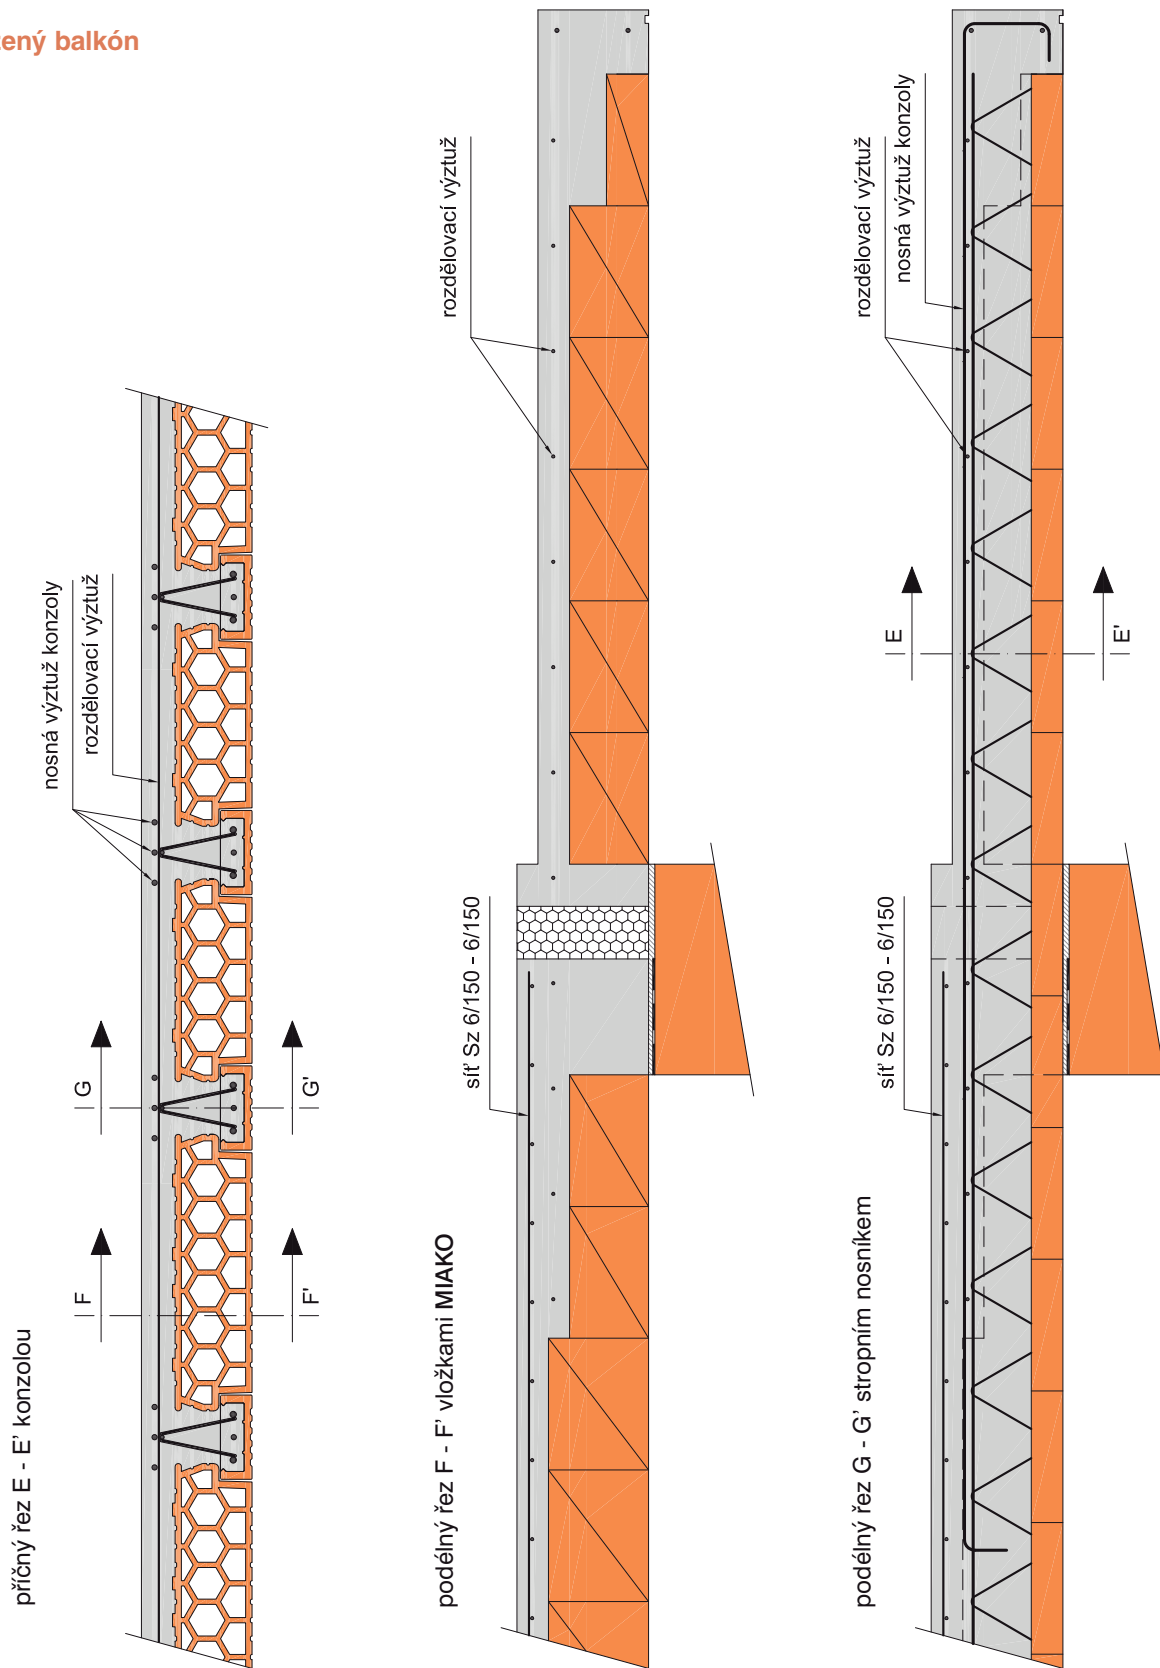 ený balkón
příčný řez E - E' konzolou
nosná výztuž konzoly
rozdělovací výztuž
F
F'
G
G'
podélný řez F - F' vložkami MIAKO
síť Sz 6/150 - 6/150
rozdělovací výztuž
podélný řez G - G' stropním nosníkem
síť Sz 6/150 - 6/150
rozdělovací výztuž
nosná výztuž konzoly
E
E'